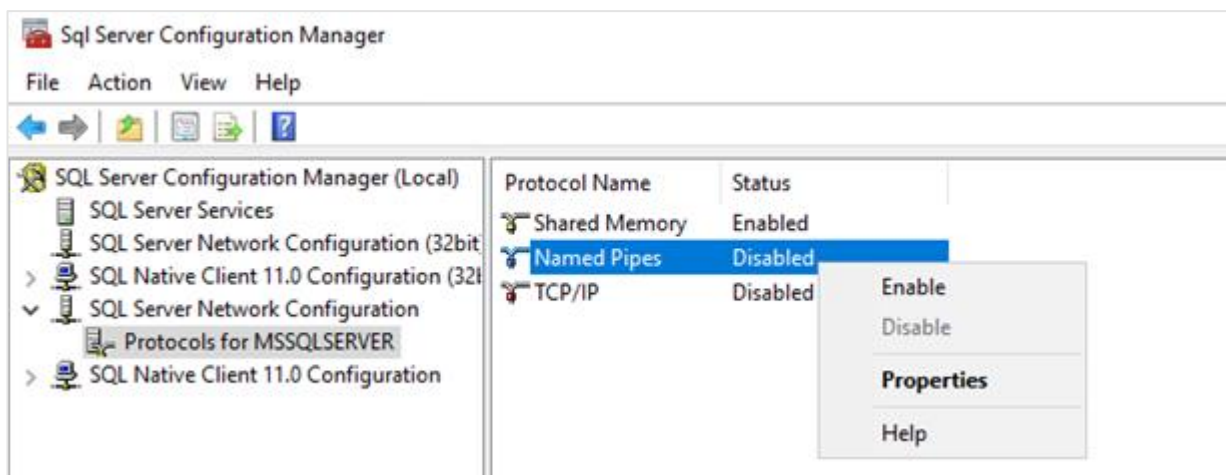 Sql Server Configuration Manager
File Action View Help
SQL Server Configuration Manager (Local)
SQL Server Services
SQL Server Network Configuration (32bit
SQL Native Client 11.0 Configuration (32b
SQL Server Network Configuration
Protocols for MSSQLSERVER
SQL Native Client 11.0 Configuration
Protocol Name Status
Shared Memory Enabled
Named Pipes Disabled
TCP/IP Disabled
Enable
Disable
Properties
Help